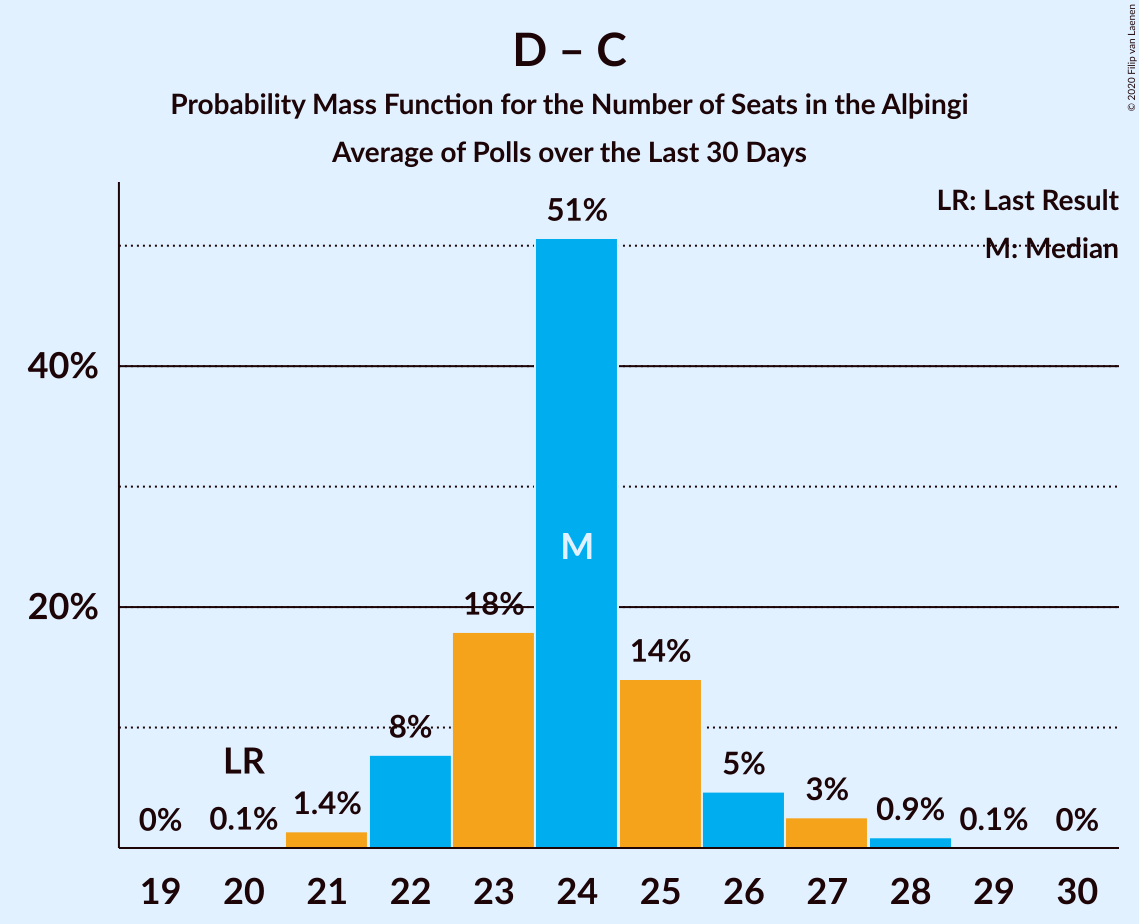 D – C
Probability Mass Function for the Number of Seats in the Alþingi
Average of Polls over the Last 30 Days
© 2020 Filip van Laenen
LR: Last Result
M: Median
51%
40%
M
20%
18%
14%
8%
LR
5%
3%
1.4%
0.9%
0%
0.1%
0.1%
0%
19 20 21 22 23 24 25 26 27 28 29 30